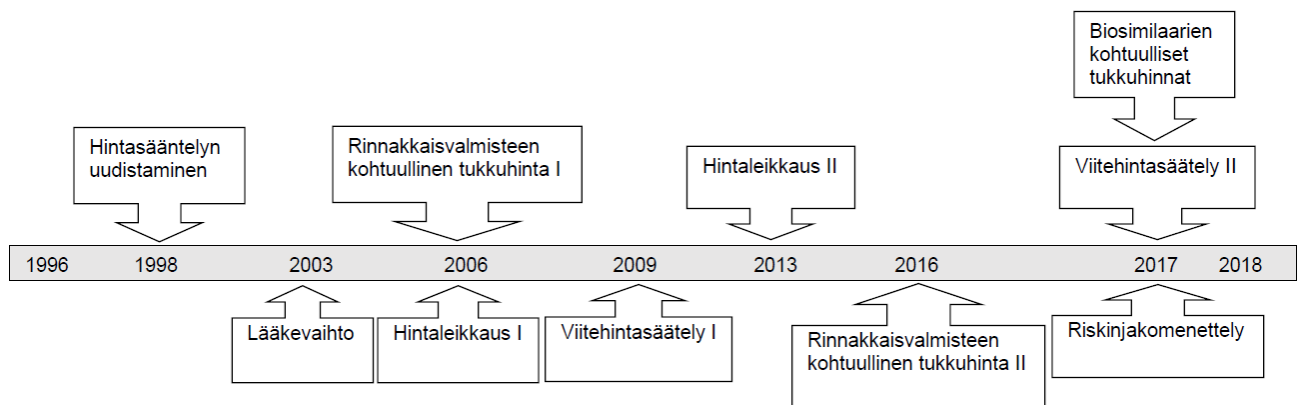 Biosimilaarien
kohtuulliset
tukkuhinnat
Hintasääntelyn
uudistaminen
Rinnakkaisvalmisteen
kohtuullinen tukkuhinta I
Hintaleikkaus II
Viitehintasäätely II
1996 1998 2003 2006 2009 2013 2016 2017 2018
Lääkevaihto
Hintaleikkaus I
Viitehintasäätely I
Rinnakkaisvalmisteen
kohtuullinen tukkuhinta II
Riskinjakomenettely